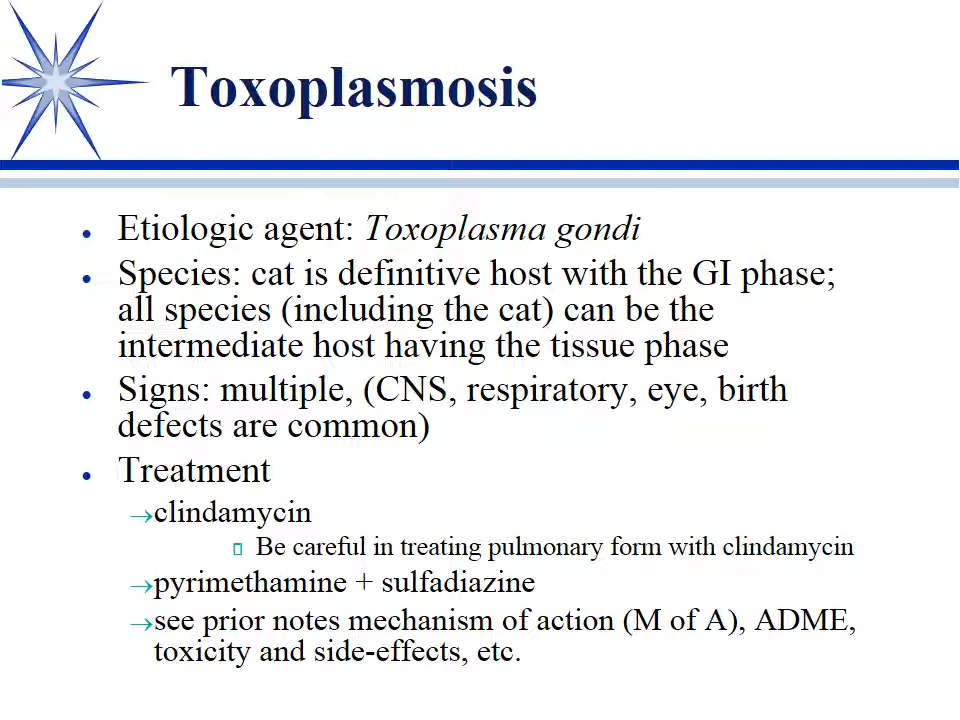 Toxoplasmosis
• Etiologic agent: Toxoplasma gondi
• Species: cat is definitive host with the GI phase;
all species (including the cat) can be the
intermediate host having the tissue phase
• Signs: multiple, (CNS, respiratory, eye, birth
defects are common)
• Treatment
→clindamycin
▯ Be careful in treating pulmonary form with clindamycin
→pyrimethamine + sulfadiazine
→see prior notes mechanism of action (M of A), ADME,
toxicity and side-effects, etc.